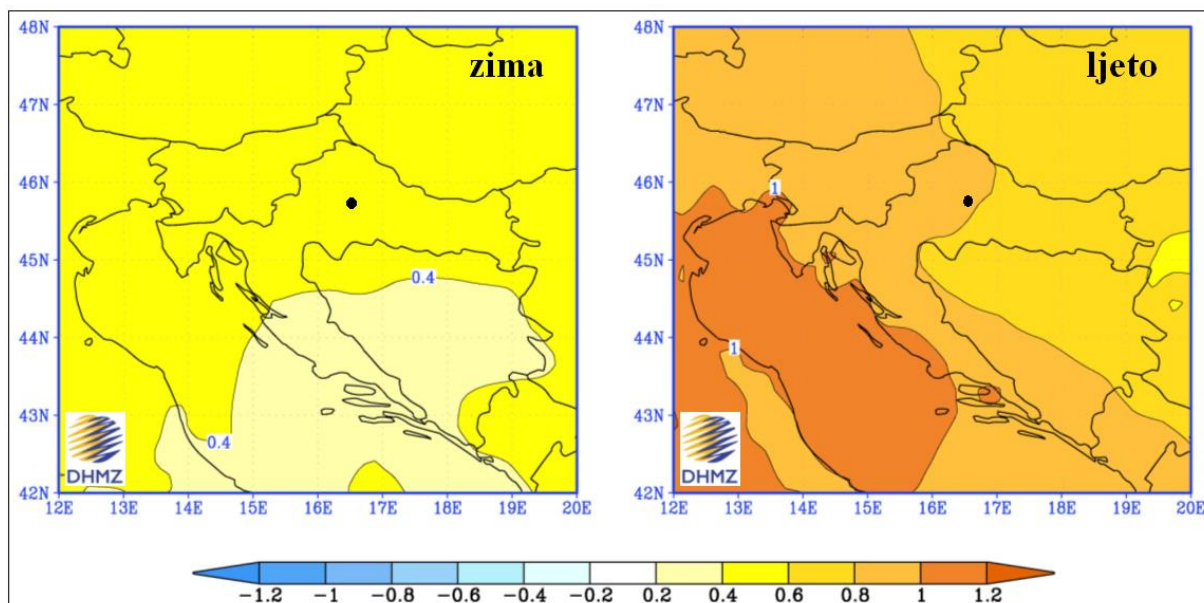 zima
ljeto
48N
47N
46N
45N
44N
43N
42N
12E 13E 14E 15E 16E 17E 18E 19E 20E
0.4
0.4
DHMZ
48N
47N
46N
45N
44N
43N
42N
12E 13E 14E 15E 16E 17E 18E 19E 20E
1
1
DHMZ
-1.2 -1 -0.8 -0.6 -0.4 -0.2 0.2 0.4 0.6 0.8 1 1.2